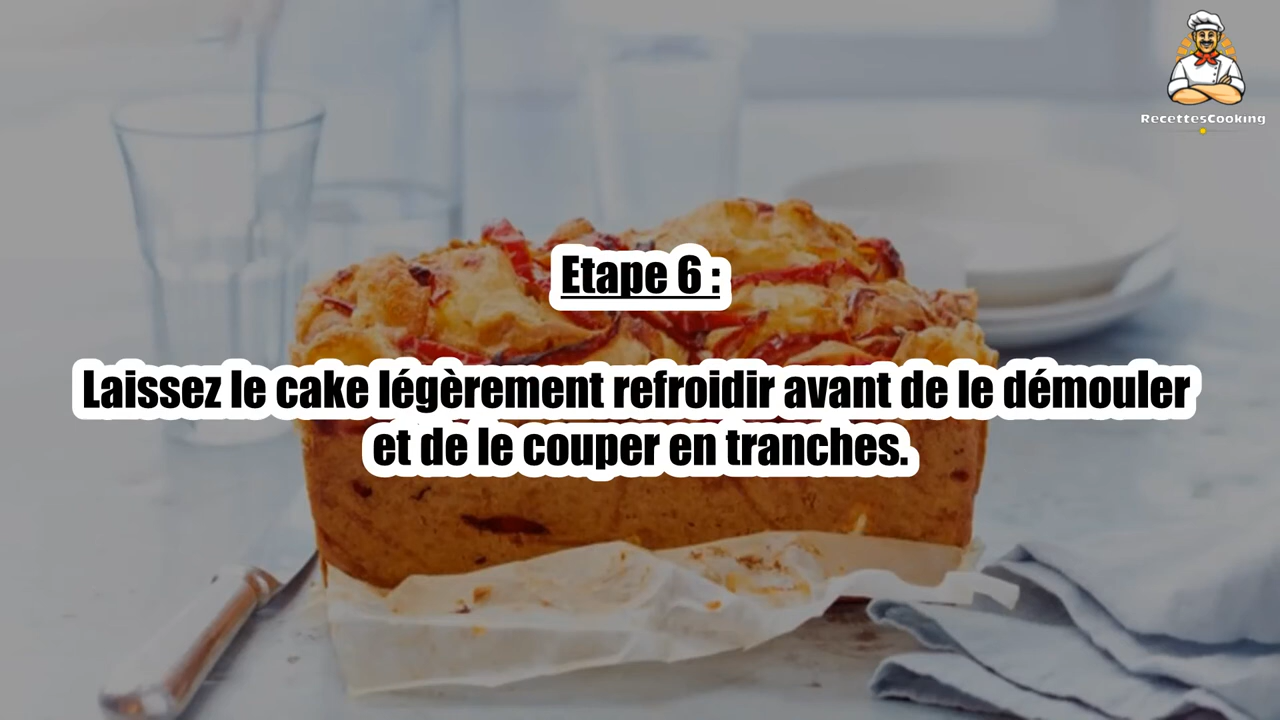 RecettesCooking
Etape 6 :
Laissez le cake légèrement refroidir avant de le démouler
et de le couper en tranches.